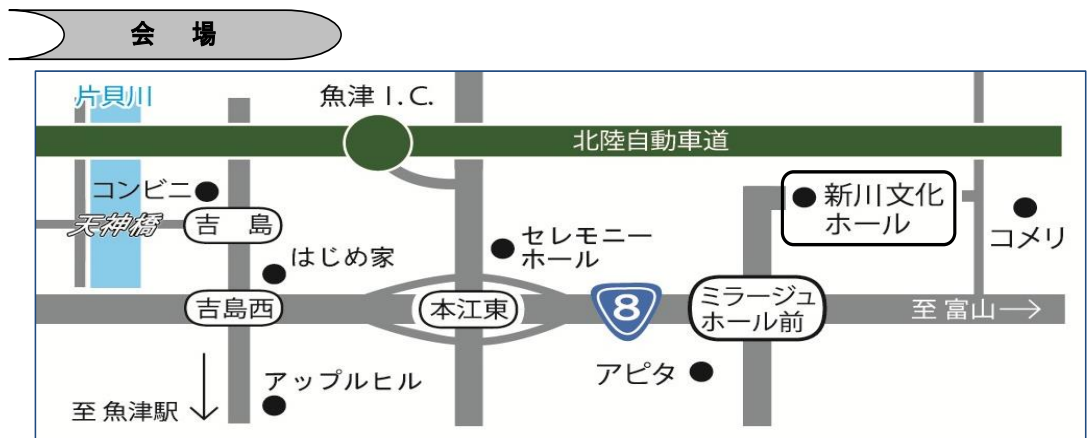 会 場
片貝川
魚津 I.C.
北陸自動車道
コンビニ
天神橋
吉 島
はじめ家
セレモニー
ホール
新川文化
ホール
コメリ
吉島西
本江東
8
ミラージュ
ホール前
至 富山→
アピタ
アップルヒル
至 魚津駅